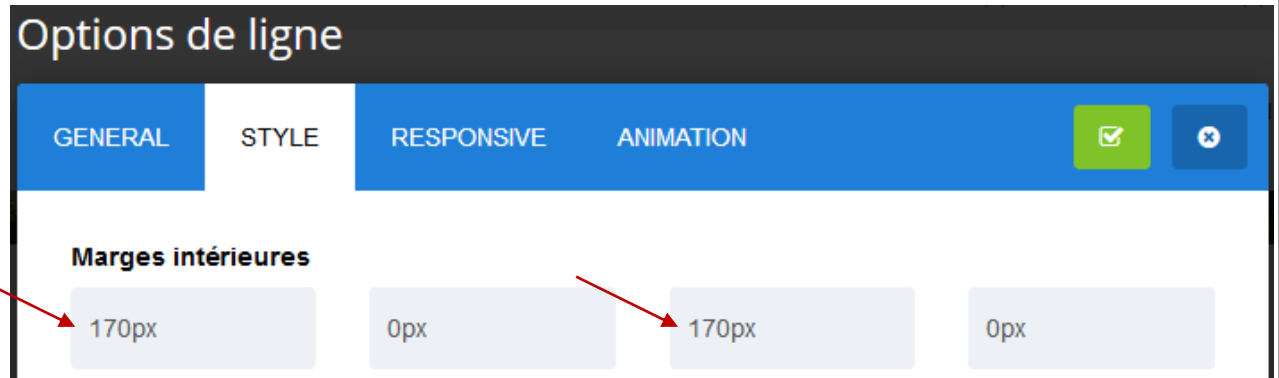 Options de ligne
GENERAL STYLE RESPONSIVE ANIMATION
Marges intérieures
170px 0px 170px 0px